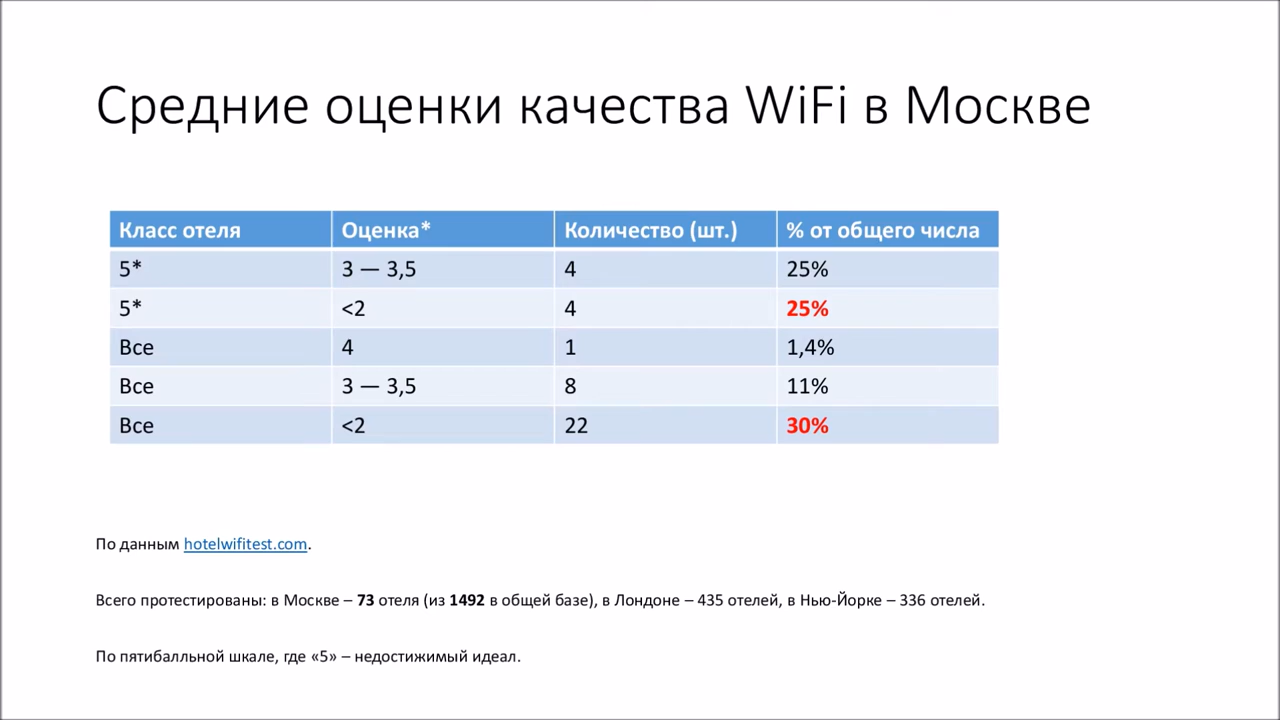 Средние оценки качества WiFi в Москве
Класс отеля Оценка* Количество (шт.) % от общего числа
5* 3 — 3,5 4 25%
5* <2 4 25%
Все 4 1 1,4%
Все 3 — 3,5 8 11%
Все <2 22 30%
По данным hotelwifitest.com.
Всего протестированы: в Москве – 73 отеля (из 1492 в общей базе), в Лондоне – 435 отелей, в Нью-Йорке – 336 отелей.
По пятибалльной шкале, где «5» – недостижимый идеал.